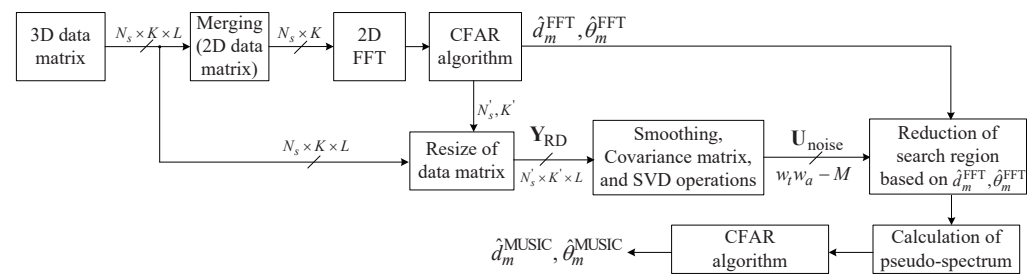 3D data
matrix
N_s × K × L
Merging
(2D data
matrix)
N_s × K
2D
FFT
CFAR
algorithm
d̂_m^FFT, θ̂_m^FFT
N_s', K'
N_s × K × L
Resize of
data matrix
Y_RD
N_s' × K' × L
Smoothing,
Covariance matrix,
and SVD operations
U_noise
w_t w_a − M
Reduction of
search region
based on d̂_m^FFT, θ̂_m^FFT
Calculation of
pseudo-spectrum
CFAR
algorithm
d̂_m^MUSIC, θ̂_m^MUSIC